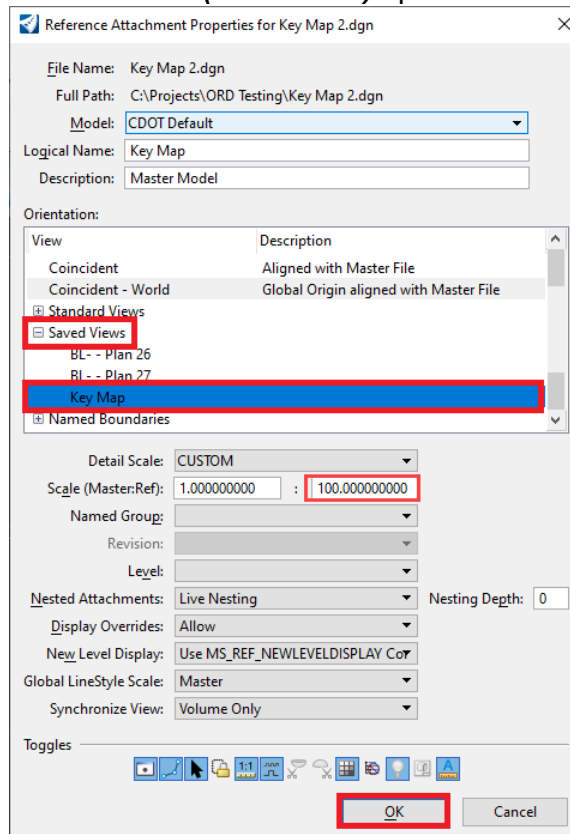 Reference Attachment Properties for Key Map 2.dgn
File Name: Key Map 2.dgn
Full Path: C:\Projects\ORD Testing\Key Map 2.dgn
Model: CDOT Default
Logical Name: Key Map
Description: Master Model
Orientation:
View Description
Coincident Aligned with Master File
Coincident - World Global Origin aligned with Master File
Standard Views
Saved Views
BL- - Plan 26
BL- - Plan 27
Key Map
Named Boundaries
Detail Scale: CUSTOM
Scale (Master:Ref): 1.000000000 : 100.000000000
Named Group:
Revision:
Level:
Nested Attachments: Live Nesting Nesting Depth: 0
Display Overrides: Allow
New Level Display: Use MS_REF_NEWLEVELDISPLAY Cor
Global LineStyle Scale: Master
Synchronize View: Volume Only
Toggles
1:1
A
OK Cancel